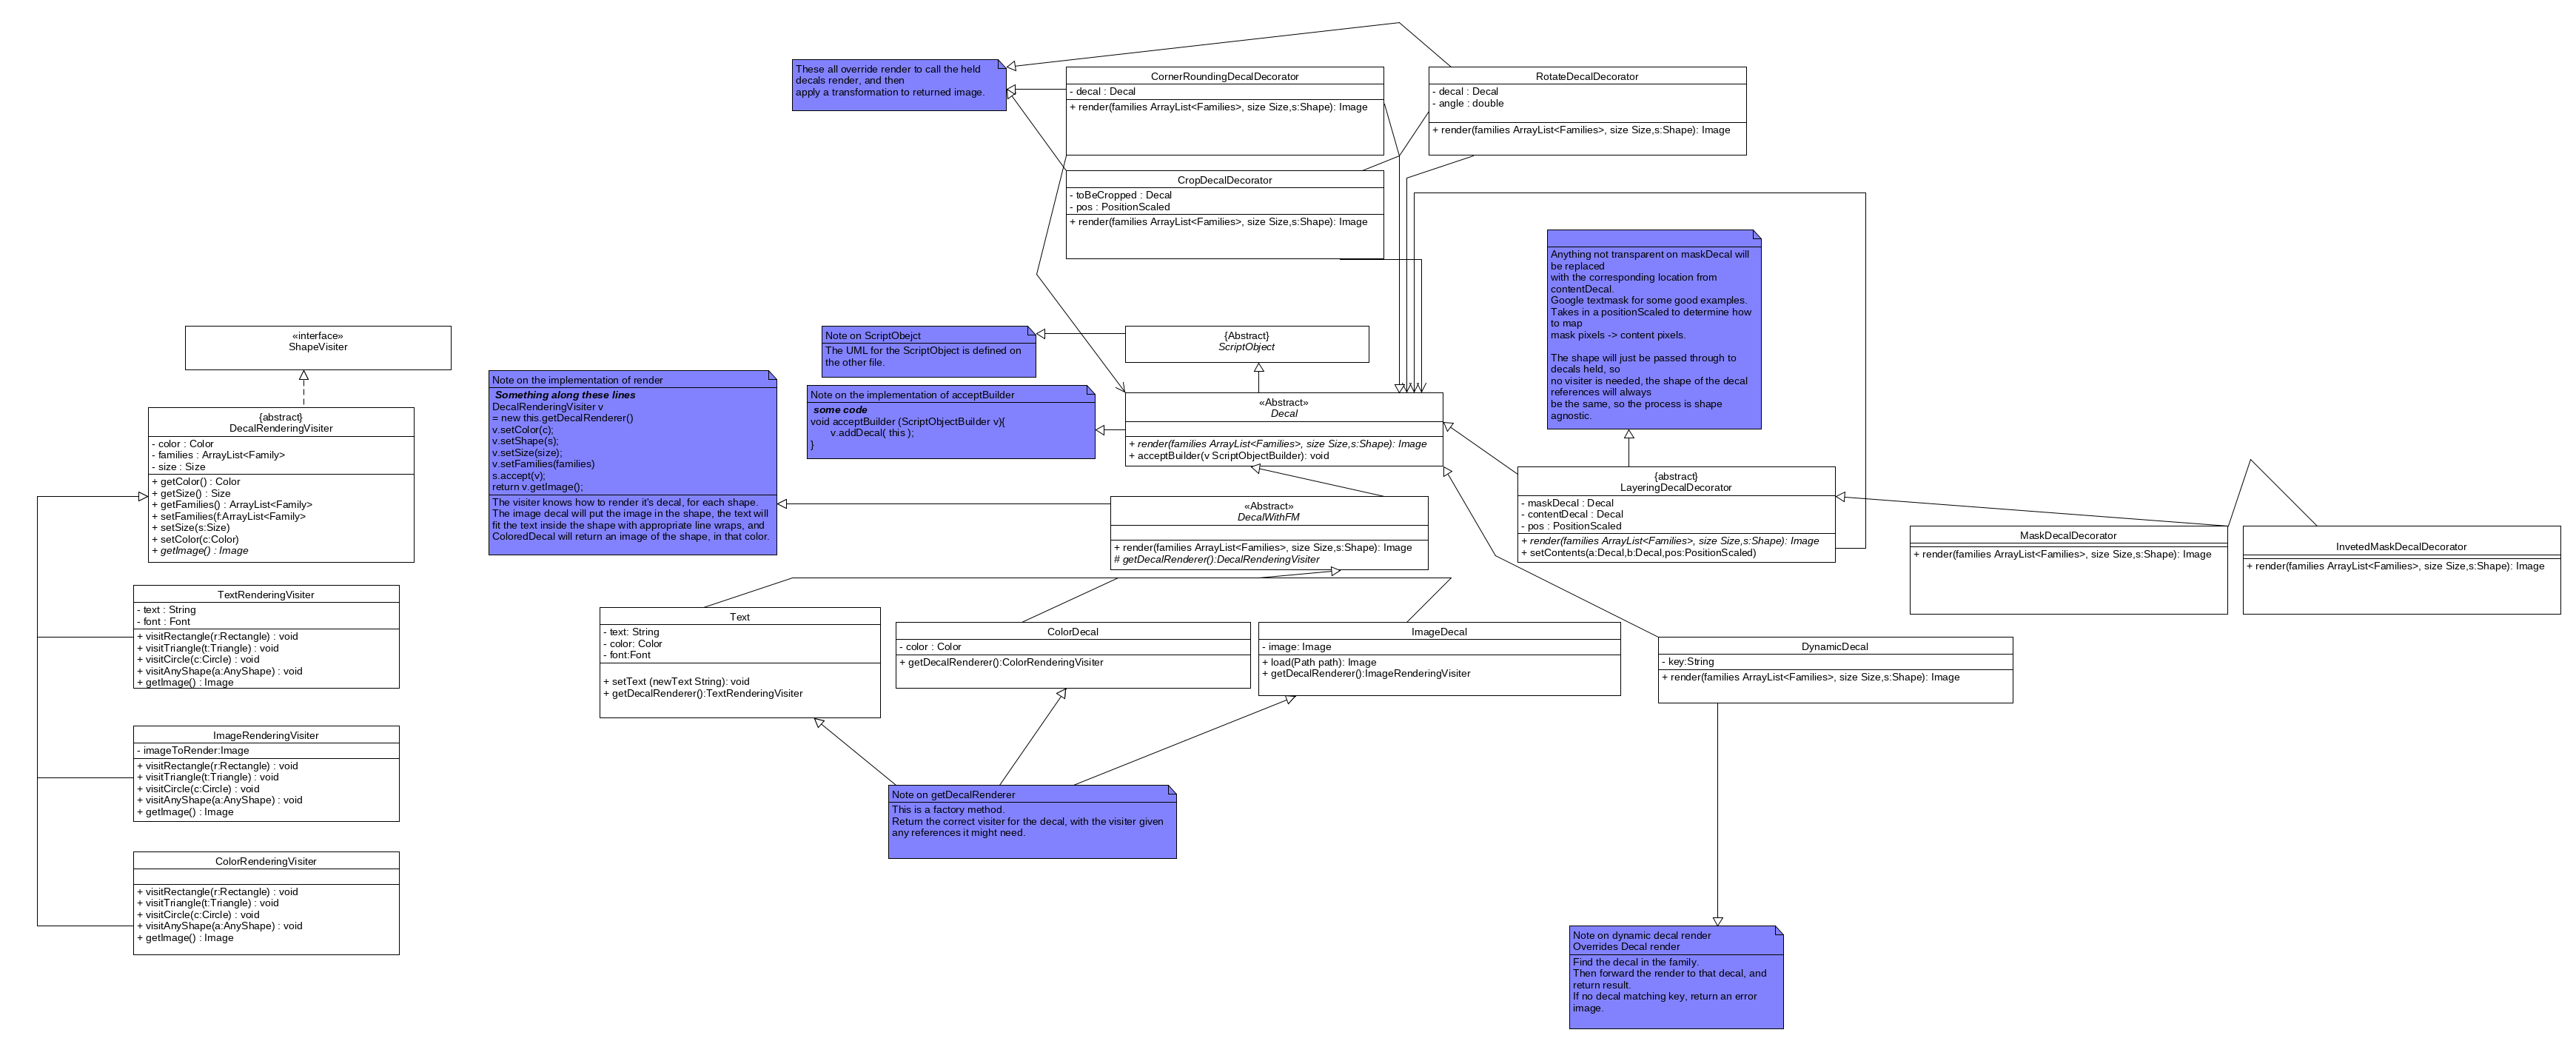 These all override render to call the held
decals render, and then
apply a transformation to returned image.
CornerRoundingDecalDecorator
- decal : Decal
+ render(families ArrayList<Families>, size Size,s:Shape): Image
RotateDecalDecorator
- decal : Decal
- angle : double
+ render(families ArrayList<Families>, size Size,s:Shape): Image
CropDecalDecorator
- toBeCropped : Decal
- pos : PositionScaled
+ render(families ArrayList<Families>, size Size,s:Shape): Image
Anything not transparent on maskDecal will
be replaced
with the corresponding location from
contentDecal.
Google textmask for some good examples.
Takes in a positionScaled to determine how
to map
mask pixels -> content pixels.
The shape will just be passed through to
decals held, so
no visiter is needed, the shape of the decal
references will always
be the same, so the process is shape
agnostic.
«interface»
ShapeVisiter
Note on ScriptObejct
The UML for the ScriptObject is defined on
the other file.
{Abstract}
ScriptObject
Note on the implementation of render
Something along these lines
DecalRenderingVisiter v
= new this.getDecalRenderer()
v.setColor(c);
v.setShape(s);
v.setSize(size);
v.setFamilies(families)
s.accept(v);
return v.getImage();
The visiter knows how to render it's decal, for each shape.
The image decal will put the image in the shape, the text will
fit the text inside the shape with appropriate line wraps, and
ColoredDecal will return an image of the shape, in that color.
Note on the implementation of acceptBuilder
some code
void acceptBuilder (ScriptObjectBuilder v){
v.addDecal( this );
}
«Abstract»
Decal
+ render(families ArrayList<Families>, size Size,s:Shape): Image
+ acceptBuilder(v ScriptObjectBuilder): void
{abstract}
DecalRenderingVisiter
- color : Color
- families : ArrayList<Family>
- size : Size
+ getColor() : Color
+ getSize() : Size
+ getFamilies() : ArrayList<Family>
+ setFamilies(f:ArrayList<Family>
+ setSize(s:Size)
+ setColor(c:Color)
+ getImage() : Image
{abstract}
LayeringDecalDecorator
- maskDecal : Decal
- contentDecal : Decal
- pos : PositionScaled
+ render(families ArrayList<Families>, size Size,s:Shape): Image
+ setContents(a:Decal,b:Decal,pos:PositionScaled)
«Abstract»
DecalWithFM
+ render(families ArrayList<Families>, size Size,s:Shape): Image
# getDecalRenderer():DecalRenderingVisiter
MaskDecalDecorator
+ render(families ArrayList<Families>, size Size,s:Shape): Image
InvetedMaskDecalDecorator
+ render(families ArrayList<Families>, size Size,s:Shape): Image
TextRenderingVisiter
- text : String
- font : Font
+ visitRectangle(r:Rectangle) : void
+ visitTriangle(t:Triangle) : void
+ visitCircle(c:Circle) : void
+ visitAnyShape(a:AnyShape) : void
+ getImage() : Image
Text
- text: String
- color: Color
- font:Font
+ setText (newText String): void
+ getDecalRenderer():TextRenderingVisiter
ColorDecal
- color : Color
+ getDecalRenderer():ColorRenderingVisiter
ImageDecal
- image: Image
+ load(Path path): Image
+ getDecalRenderer():ImageRenderingVisiter
DynamicDecal
- key:String
+ render(families ArrayList<Families>, size Size,s:Shape): Image
ImageRenderingVisiter
- imageToRender:Image
+ visitRectangle(r:Rectangle) : void
+ visitTriangle(t:Triangle) : void
+ visitCircle(c:Circle) : void
+ visitAnyShape(a:AnyShape) : void
+ getImage() : Image
Note on getDecalRenderer
This is a factory method.
Return the correct visiter for the decal, with the visiter given
any references it might need.
ColorRenderingVisiter
+ visitRectangle(r:Rectangle) : void
+ visitTriangle(t:Triangle) : void
+ visitCircle(c:Circle) : void
+ visitAnyShape(a:AnyShape) : void
+ getImage() : Image
Note on dynamic decal render
Overrides Decal render
Find the decal in the family.
Then forward the render to that decal, and
return result.
If no decal matching key, return an error
image.